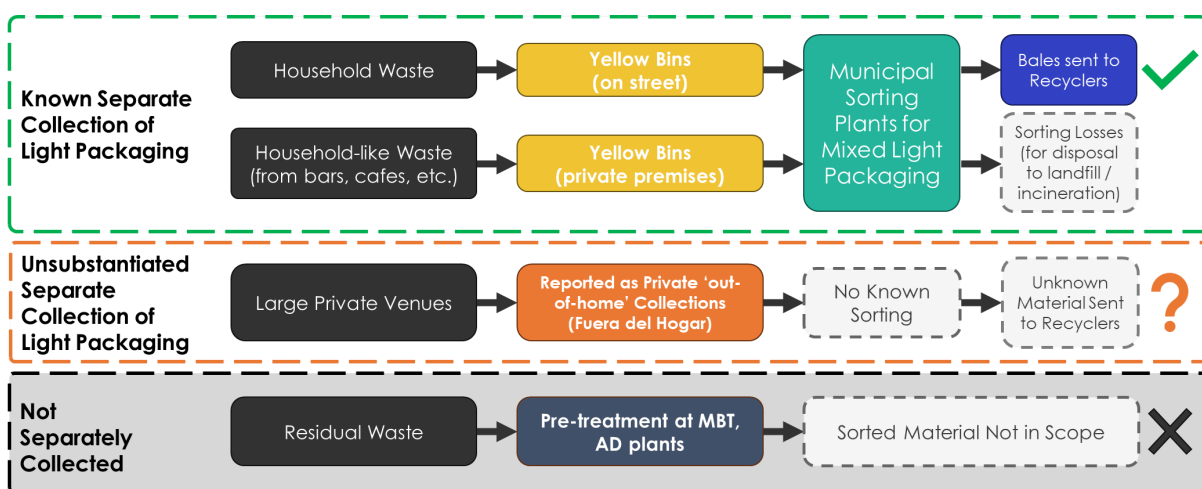 Known Separate
Collection of
Light Packaging
Household Waste
Yellow Bins
(on street)
Household-like Waste
(from bars, cafes, etc.)
Yellow Bins
(private premises)
Municipal
Sorting
Plants for
Mixed Light
Packaging
Bales sent to
Recyclers
Sorting Losses
(for disposal
to landfill /
incineration)
Unsubstantiated
Separate
Collection of
Light Packaging
Large Private Venues
Reported as Private ‘out-
of-home’ Collections
(Fuera del Hogar)
No Known
Sorting
Unknown
Material Sent
to Recyclers
?
Not
Separately
Collected
Residual Waste
Pre-treatment at MBT,
AD plants
Sorted Material Not in Scope